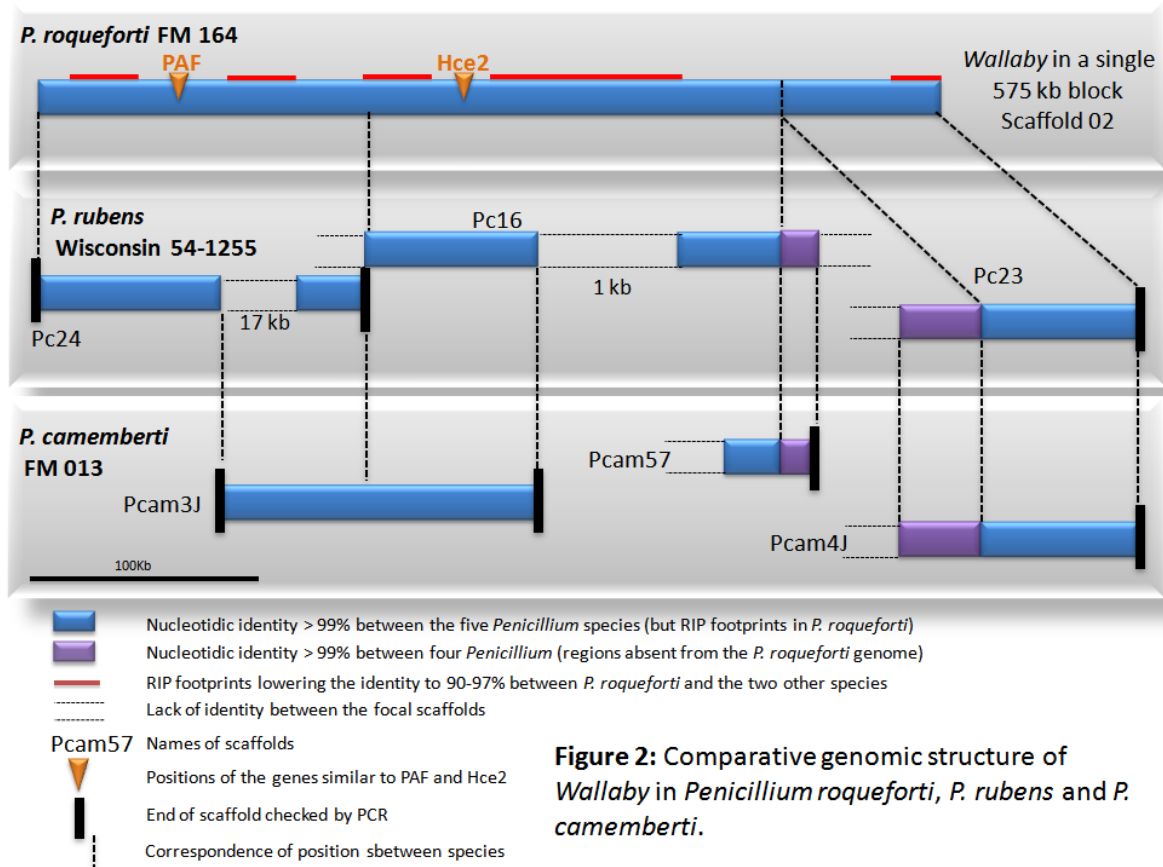 P. roqueforti FM 164
PAF
Hce2
Wallaby in a single
575 kb block
Scaffold 02
P. rubens
Wisconsin 54-1255
Pc16
1 kb
17 kb
Pc24
Pc23
P. camemberti
FM 013
Pcam57
Pcam3J
Pcam4J
100Kb
Nucleotidic identity > 99% between the five Penicillium species (but RIP footprints in P. roqueforti)
Nucleotidic identity > 99% between four Penicillium (regions absent from the P. roqueforti genome)
RIP footprints lowering the identity to 90-97% between P. roqueforti and the two other species
Lack of identity between the focal scaffolds
Pcam57 Names of scaffolds
Positions of the genes similar to PAF and Hce2
End of scaffold checked by PCR
Correspondence of position sbetween species
Figure 2: Comparative genomic structure of
Wallaby in Penicillium roqueforti, P. rubens and P.
camemberti.